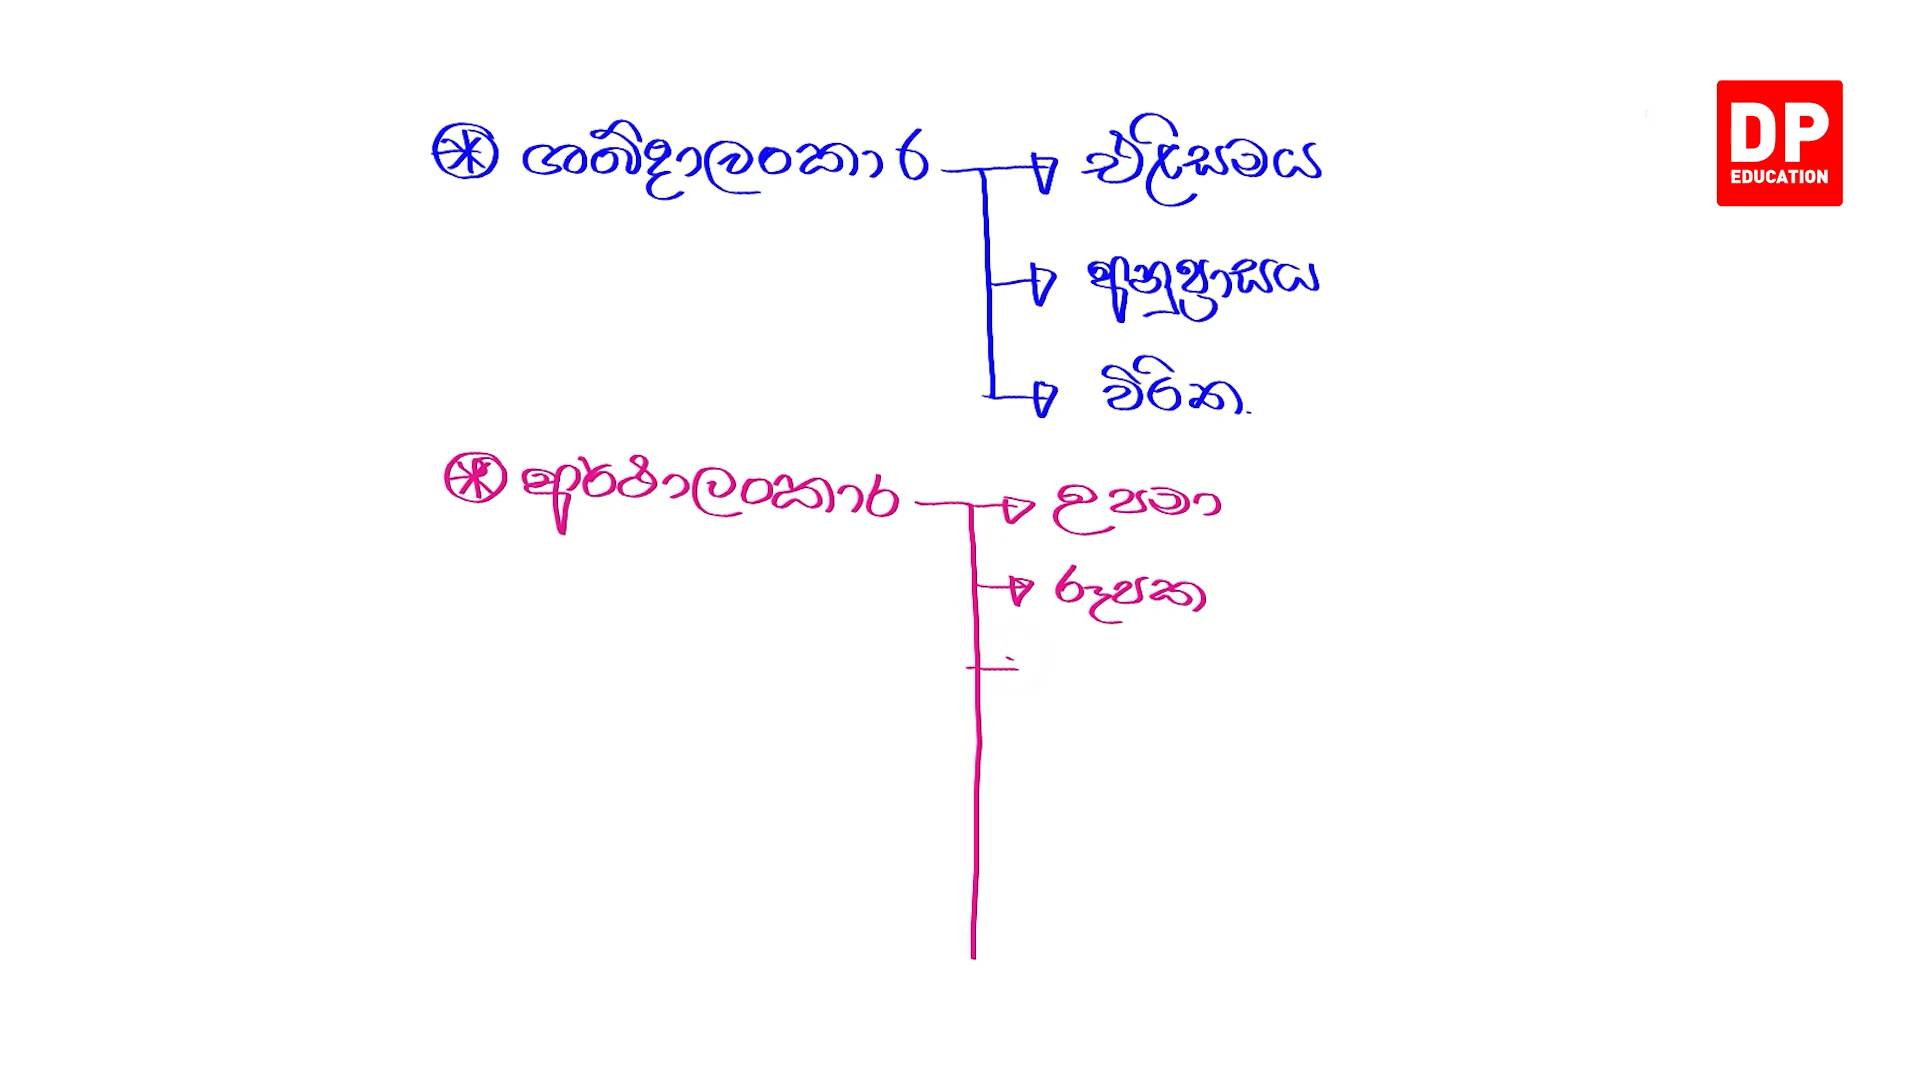 ශබ්දාලංකාර එළිසමය
අනුප්‍රාසය
විරිත.
අර්ථාලංකාර උපමා
රූපක
DP
EDUCATION